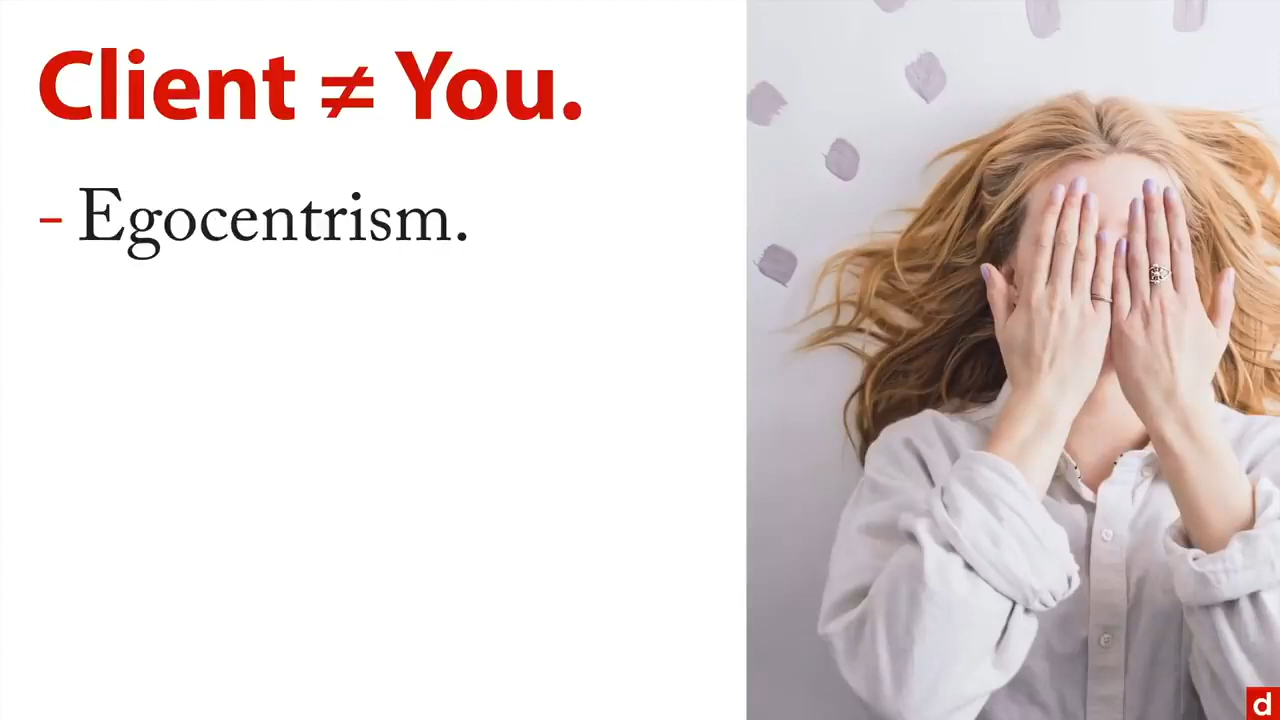 Client ≠ You.
- Egocentrism.
d